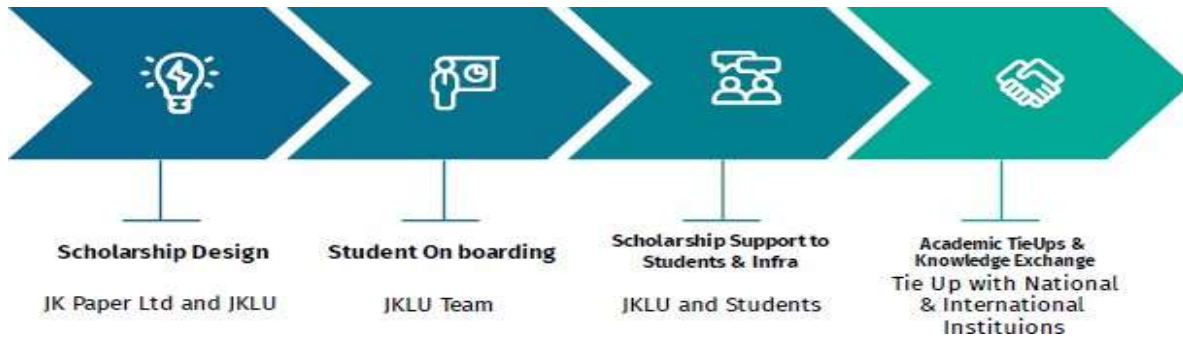 Scholarship Design
JK Paper Ltd and JKLU
Student On boarding
JKLU Team
Scholarship Support to
Students & Infra
JKLU and Students
Academic TieUps &
Knowledge Exchange
Tie Up with National
& International
Instituions